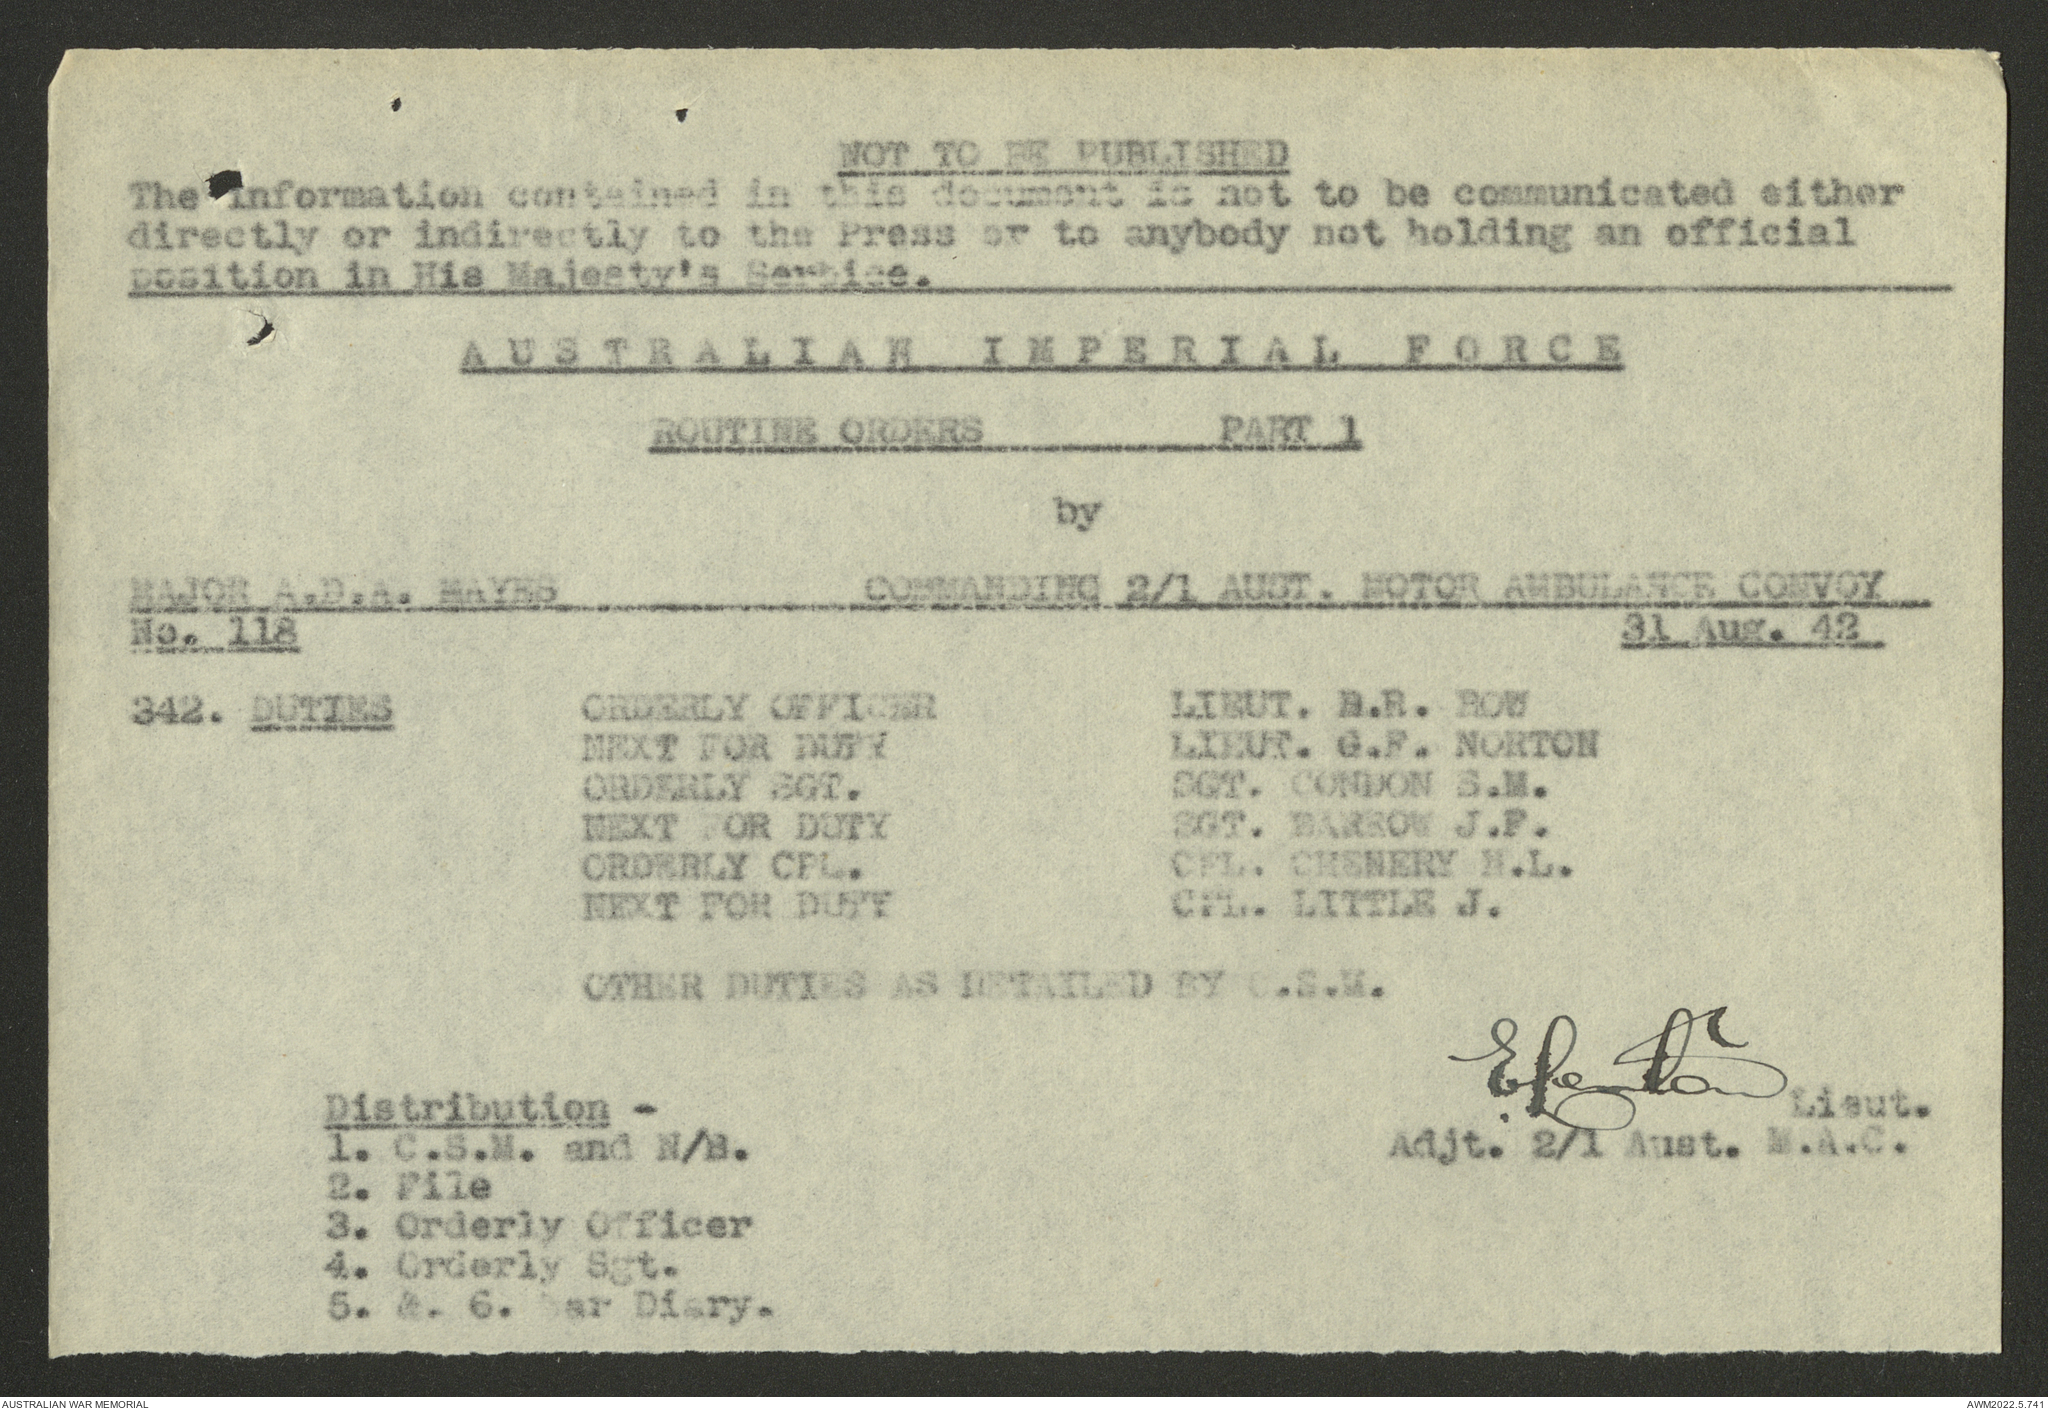 NOT TO BE PUBLISHED
The information contained in this document is not to be communicated either
directly or indirectly to the Press or to anybody not holding an official
position in His Majesty's Serbice.
AUSTRALIAN IMPERIAL FORCE
ROUTINE ORDERS PART 1
by
MAJOR A.D.A. MAYES COMMANDING 2/1 AUST. MOTOR AMBULANCE CONVOY
No. 118 31 Aug. 42
342. DUTIES ORDERLY OFFICER LIEUT. B.R. ROW
NEXT FOR DUTY LIEUT. G.F. NORTON
ORDERLY SGT. SGT. CONDON S.M.
NEXT FOR DUTY SGT. BARROW J.F.
ORDERLY CPL. CPL. CHENERY H.L.
NEXT FOR DUTY CPL. LITTLE J.
OTHER DUTIES AS DETAILED BY C.S.M.
Lieut.
Adjt. 2/1 Aust. M.A.C.
Distribution -
1. C.S.M. and N/B.
2. File
3. Orderly Officer
4. Orderly Sgt.
5. &. 6. War Diary.
AUSTRALIAN WAR MEMORIAL AWM2022.5.741